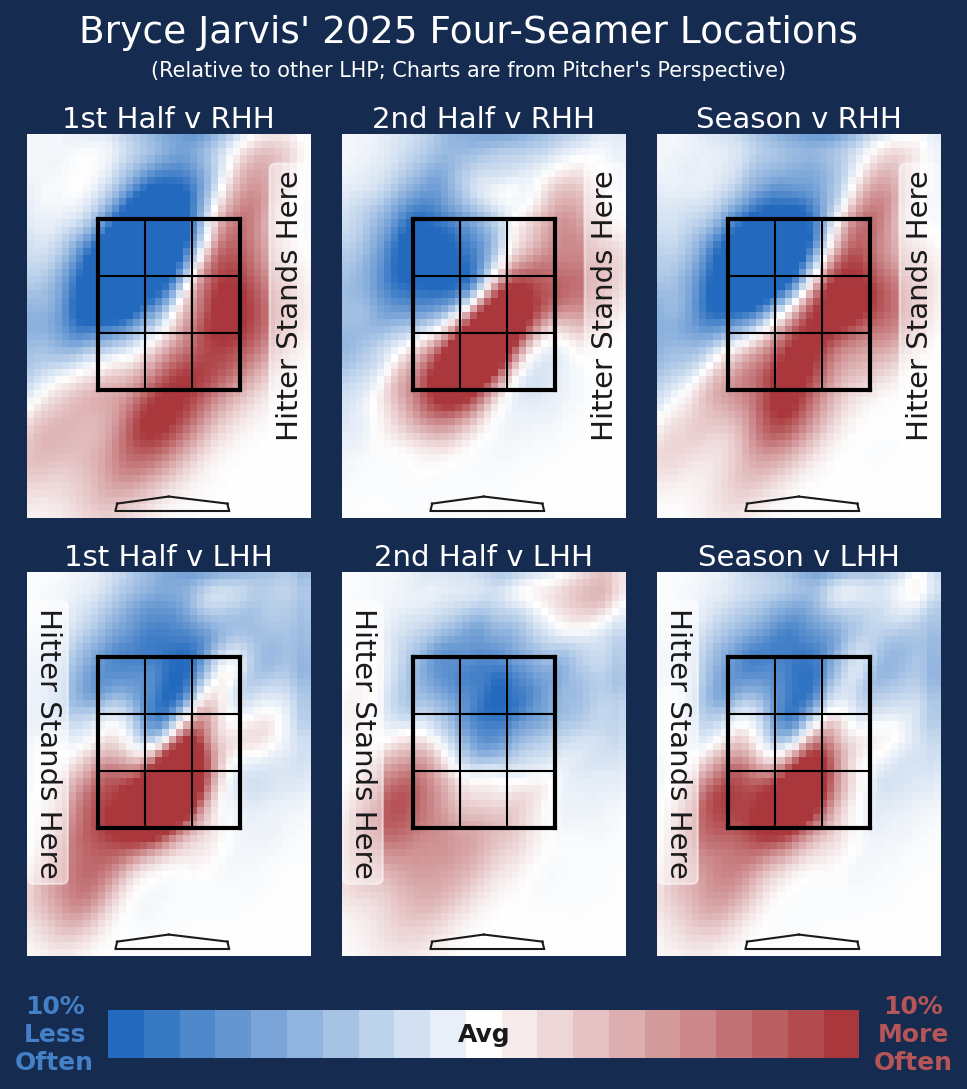 Bryce Jarvis' 2025 Four-Seamer Locations
(Relative to other LHP; Charts are from Pitcher's Perspective)
1st Half v RHH
2nd Half v RHH
Season v RHH
Hitter Stands Here
Hitter Stands Here
Hitter Stands Here
1st Half v LHH
2nd Half v LHH
Season v LHH
Hitter Stands Here
Hitter Stands Here
Hitter Stands Here
10%
Less
Often
Avg
10%
More
Often